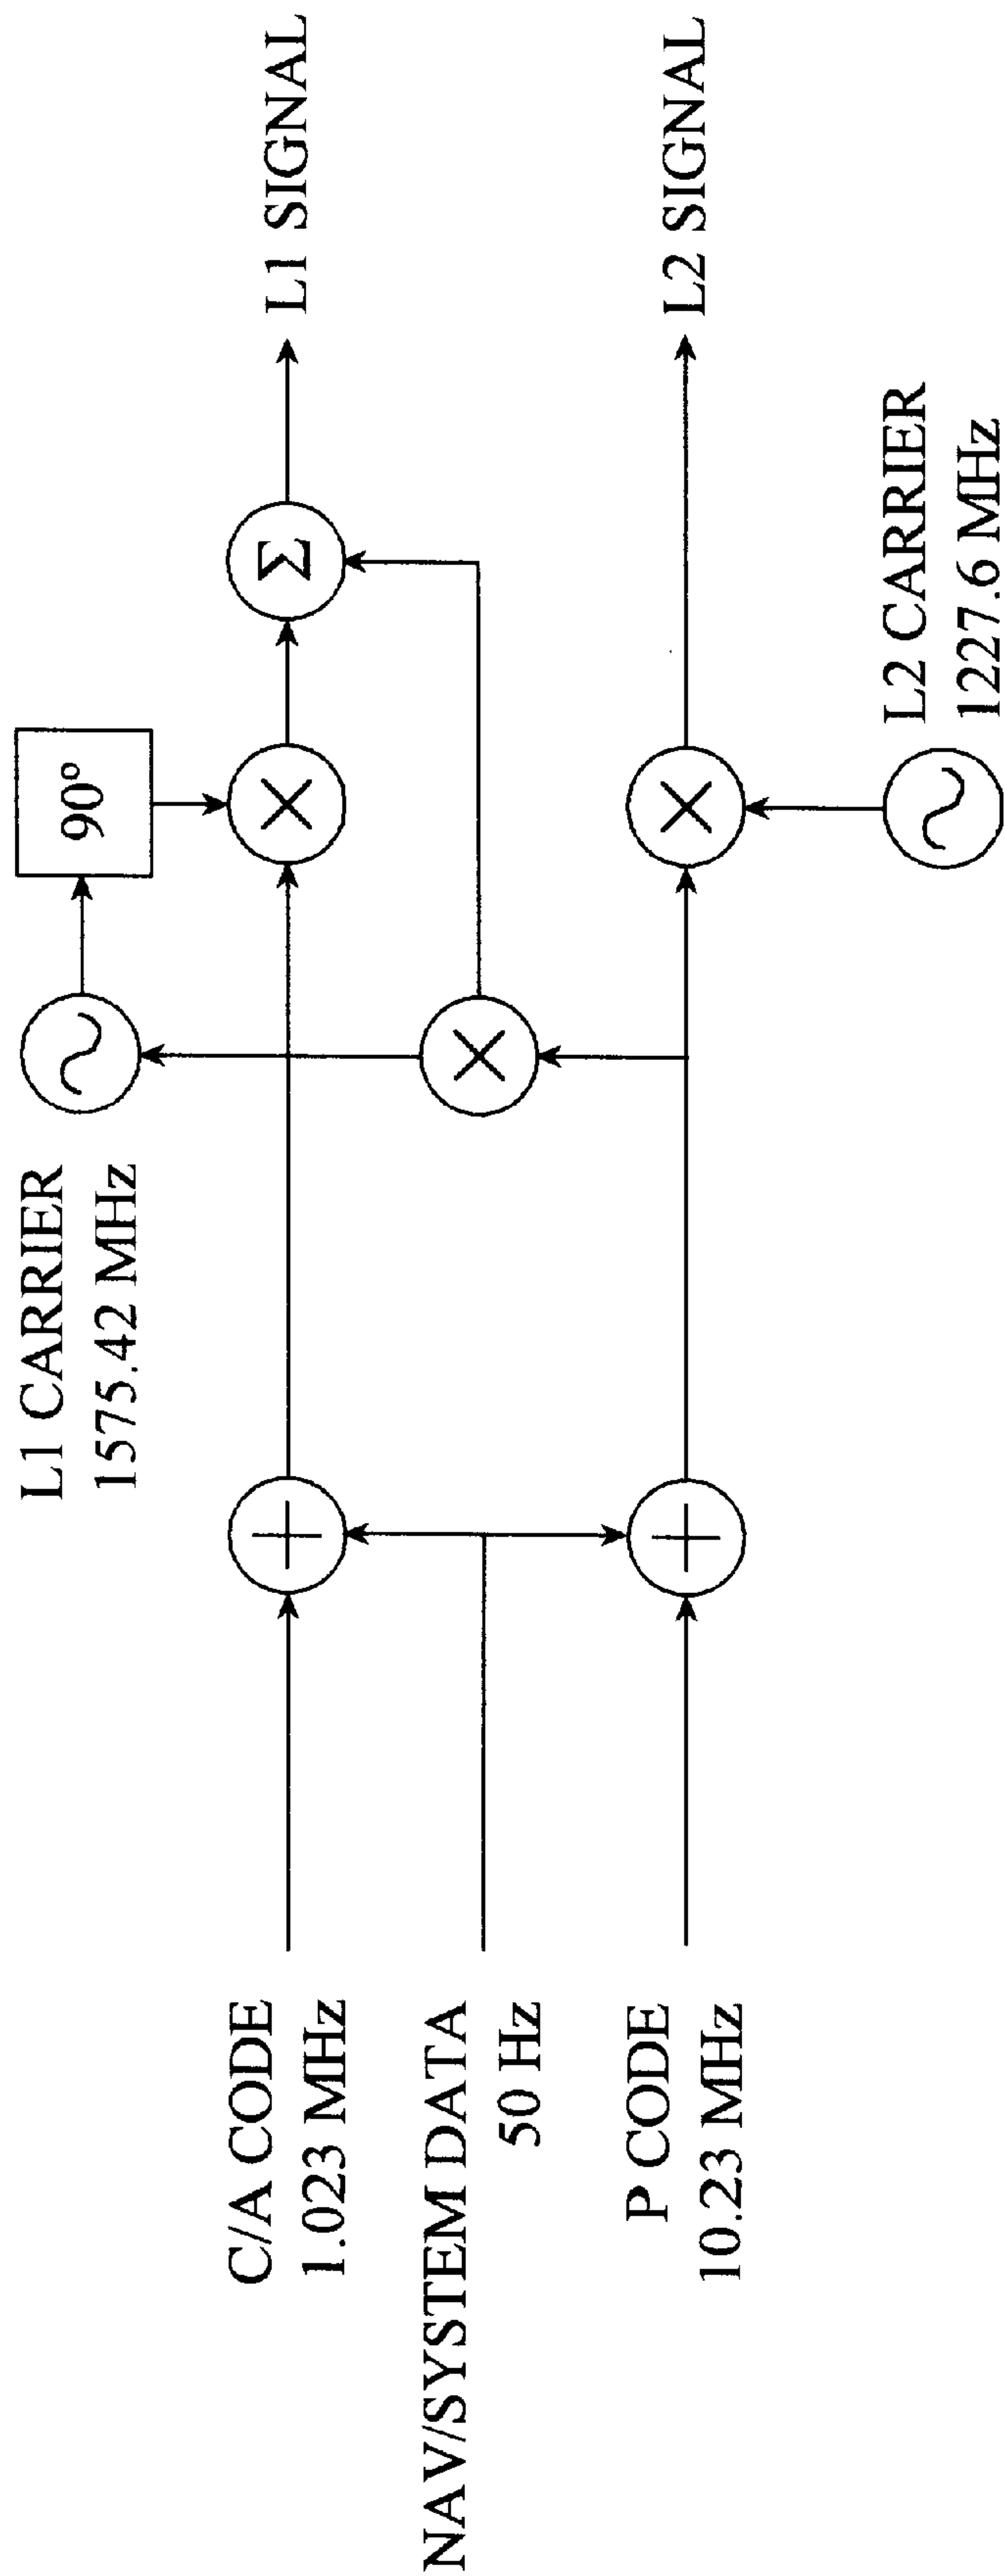 L1 CARRIER
1575.42 MHz
90°
C/A CODE
1.023 MHz
Σ
L1 SIGNAL
NAV/SYSTEM DATA
50 Hz
P CODE
10.23 MHz
L2 SIGNAL
L2 CARRIER
1227.6 MHz